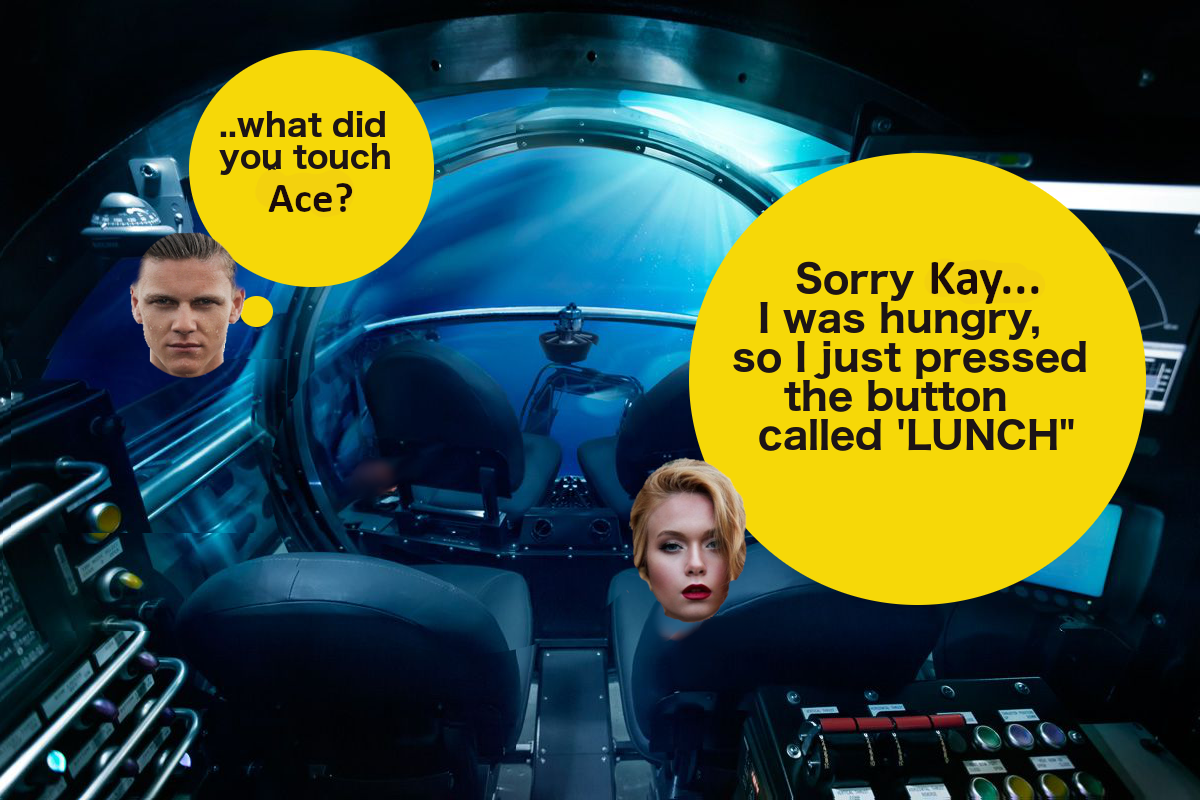 ..what did
you touch
Ace?
Sorry Kay...
I was hungry,
so I just pressed
the button
called 'LUNCH"